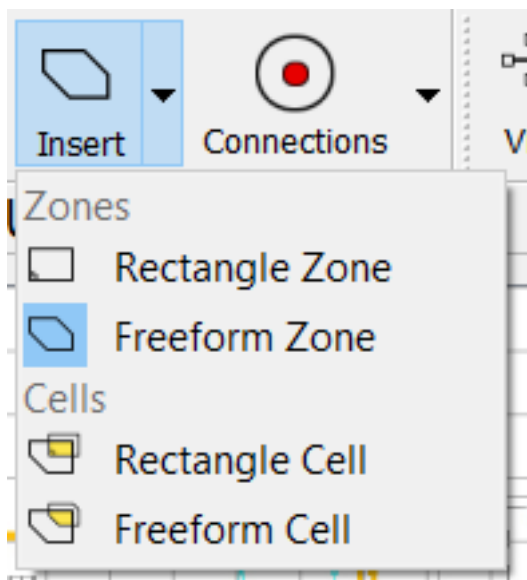 Insert
Connections
V
Zones
Rectangle Zone
Freeform Zone
Cells
Rectangle Cell
Freeform Cell